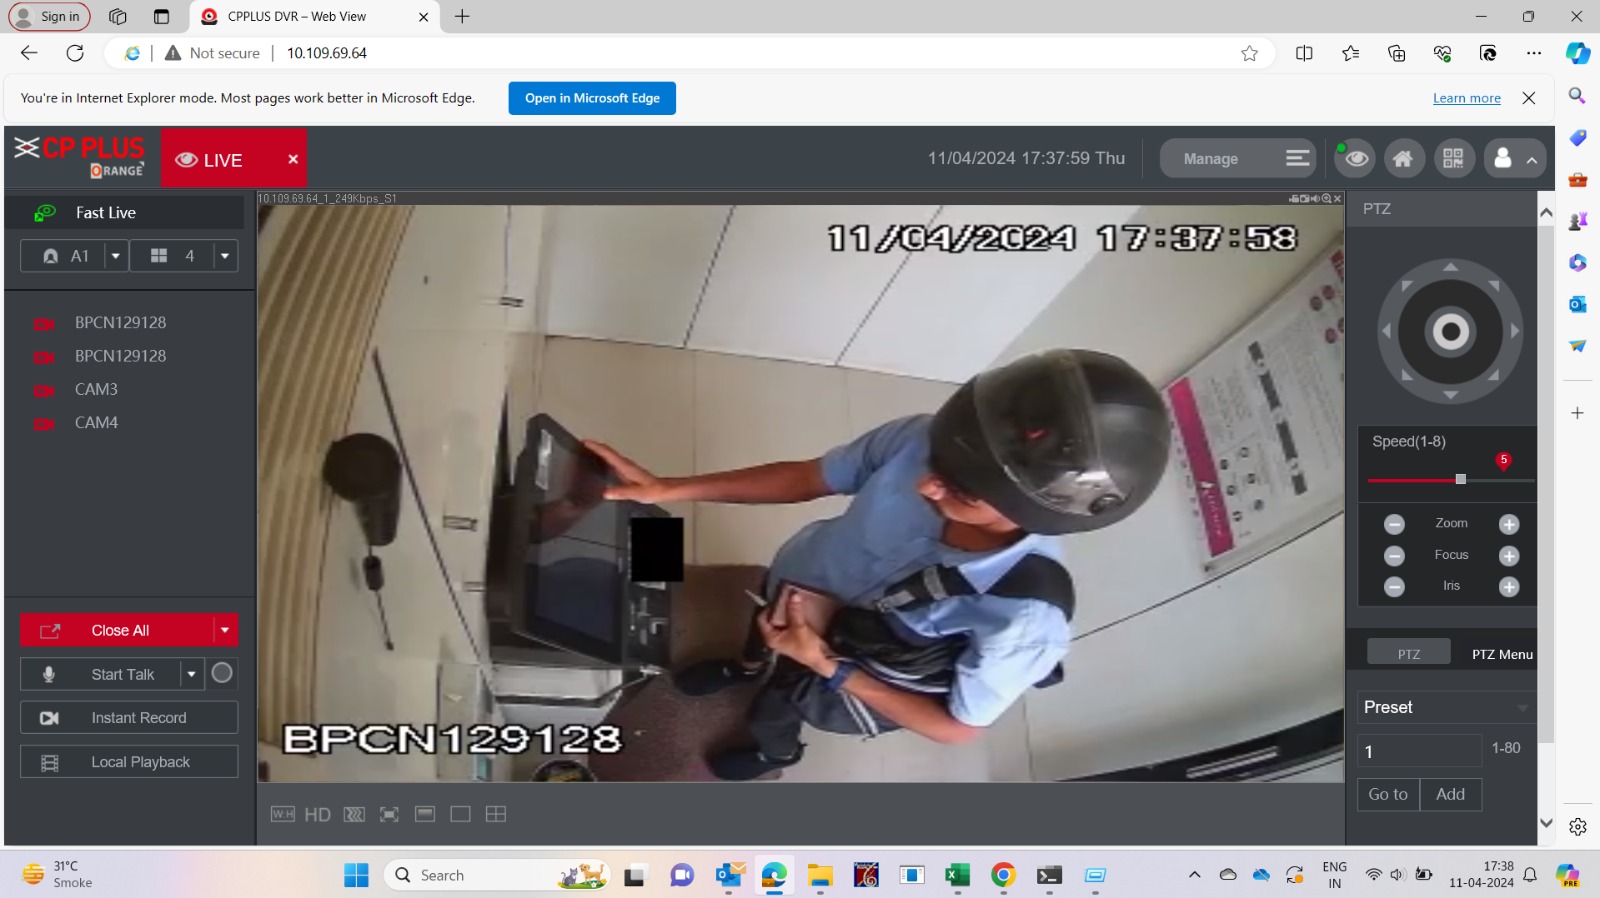 Sign in
CPPLUS DVR – Web View
Not secure
10.109.69.64
You're in Internet Explorer mode. Most pages work better in Microsoft Edge.
Open in Microsoft Edge
Learn more
CP PLUS
ORANGE
LIVE
11/04/2024 17:37:59 Thu
Manage
Fast Live
10.109.69.64_1_249Kbps_S1
PTZ
11/04/2024 17:37:58
A1
4
BPCN129128
BPCN129128
CAM3
CAM4
Speed(1-8)
5
Zoom
Focus
Iris
Close All
PTZ
PTZ Menu
Start Talk
Preset
Instant Record
BPCN129128
1
1-80
Local Playback
Go to
Add
W:H
HD
31°C
Smoke
Search
ENG
IN
17:38
11-04-2024
PRE